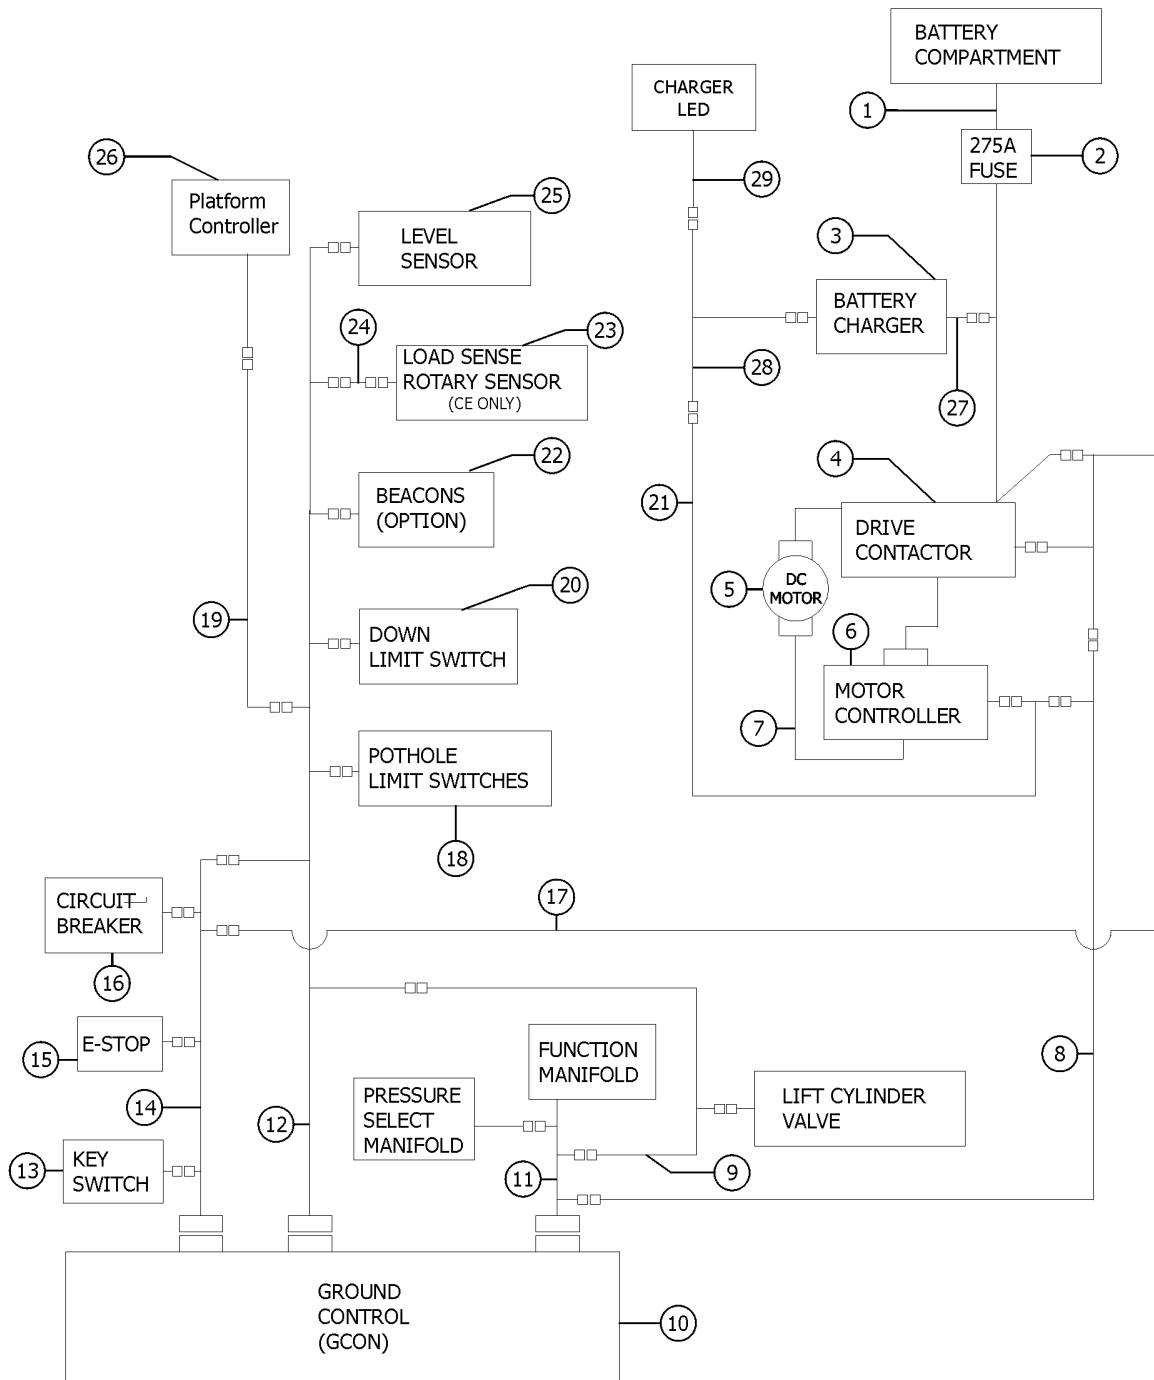 BATTERY
COMPARTMENT
1
CHARGER
LED
275A
FUSE
2
26
29
25
Platform
Controller
LEVEL
SENSOR
3
BATTERY
CHARGER
24
23
LOAD SENSE
ROTARY SENSOR
(CE ONLY)
28
27
22
4
BEACONS
(OPTION)
21
DRIVE
CONTACTOR
20
5
DC
MOTOR
19
6
DOWN
LIMIT SWITCH
MOTOR
CONTROLLER
7
POTHOLE
LIMIT SWITCHES
18
17
CIRCUIT
BREAKER
16
15
E-STOP
FUNCTION
MANIFOLD
8
14
12
PRESSURE
SELECT
MANIFOLD
LIFT CYLINDER
VALVE
13
KEY
SWITCH
11
9
GROUND
CONTROL
(GCON)
10